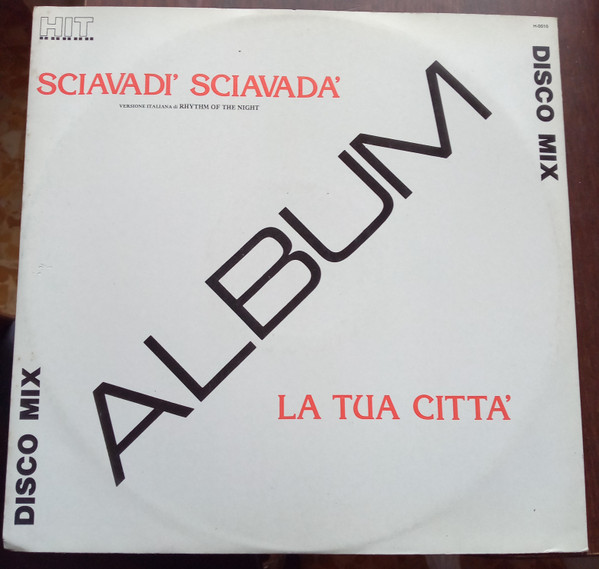 HIT.
SCIAVADI' SCIAVADA'
VERSIONE ITALIANA di RHYTHM OF THE NIGHT
DISCO MIX
ALBUM
LA TUA CITTA'
DISCO MIX